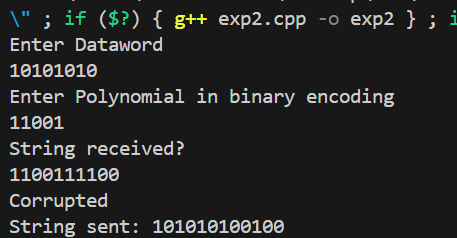 \" ; if ($?) { g++ exp2.cpp -o exp2 } ; i
Enter Dataword
10101010
Enter Polynomial in binary encoding
11001
String received?
1100111100
Corrupted
String sent: 101010100100